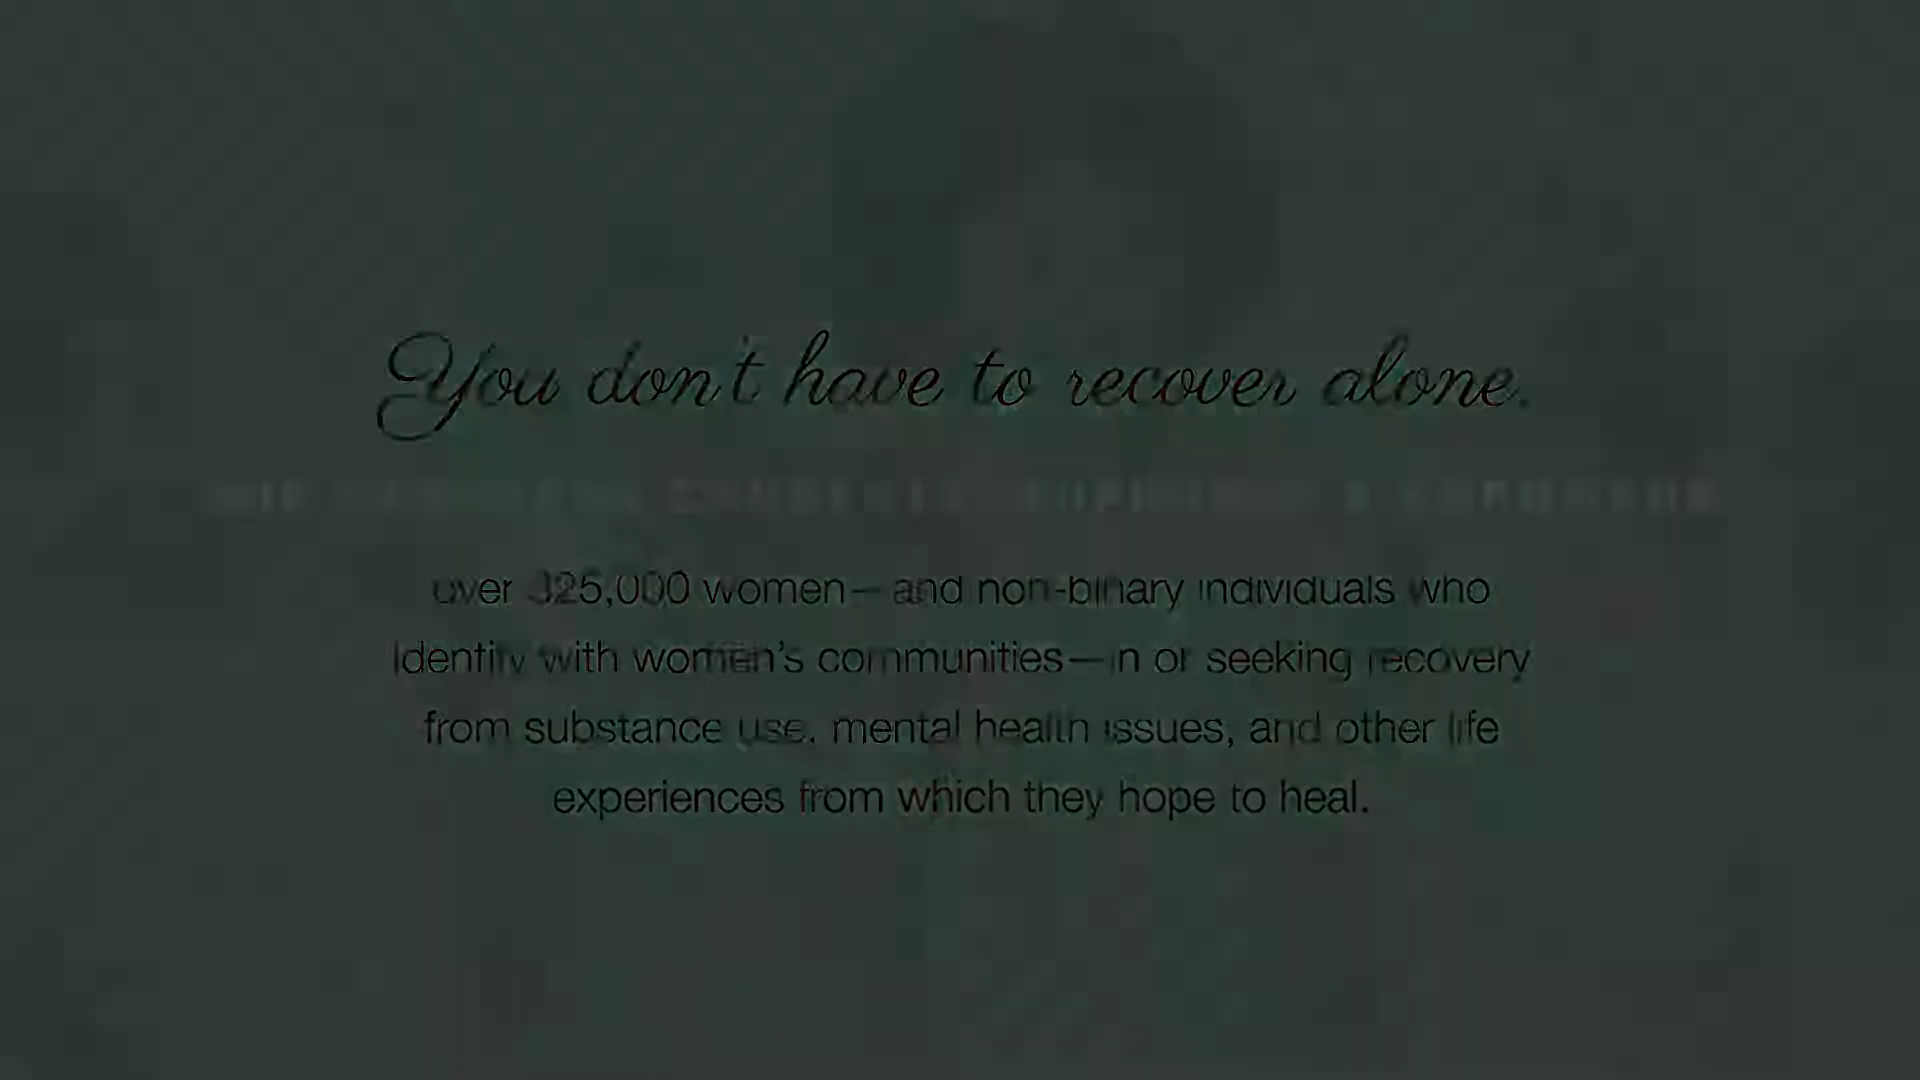 You don't have to recover alone.
over 325,000 women—and non-binary individuals who
identify with women's communities—in or seeking recovery
from substance use, mental health issues, and other life
experiences from which they hope to heal.